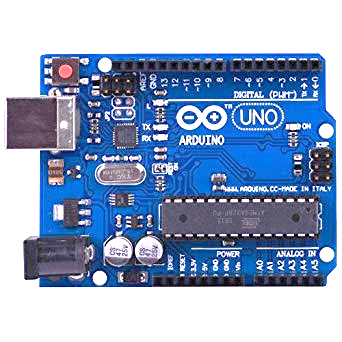 AREF
GND
13
12
~11
~10
~9
8
7
~6
~5
4
~3
2
TX→1
RX←0
DIGITAL (PWM~)
L
TM
UNO
TX
RX
ARDUINO
ON
ICSP
WWW.ARDUINO.CC-MADE IN ITALY
POWER
ANALOG IN
IOREF
RESET
3.3V
5V
GND
GND
Vin
A0
A1
A2
A3
A4
A5